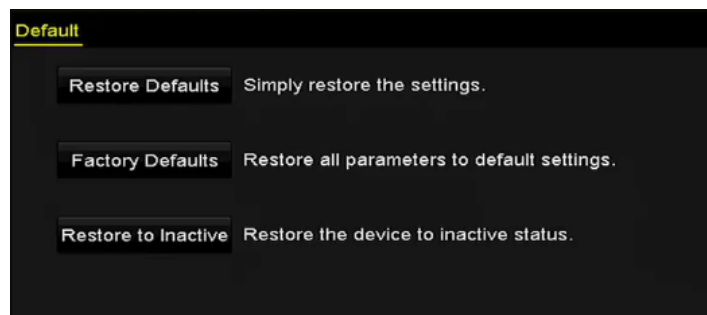 Default
Restore Defaults Simply restore the settings.
Factory Defaults Restore all parameters to default settings.
Restore to Inactive Restore the device to inactive status.